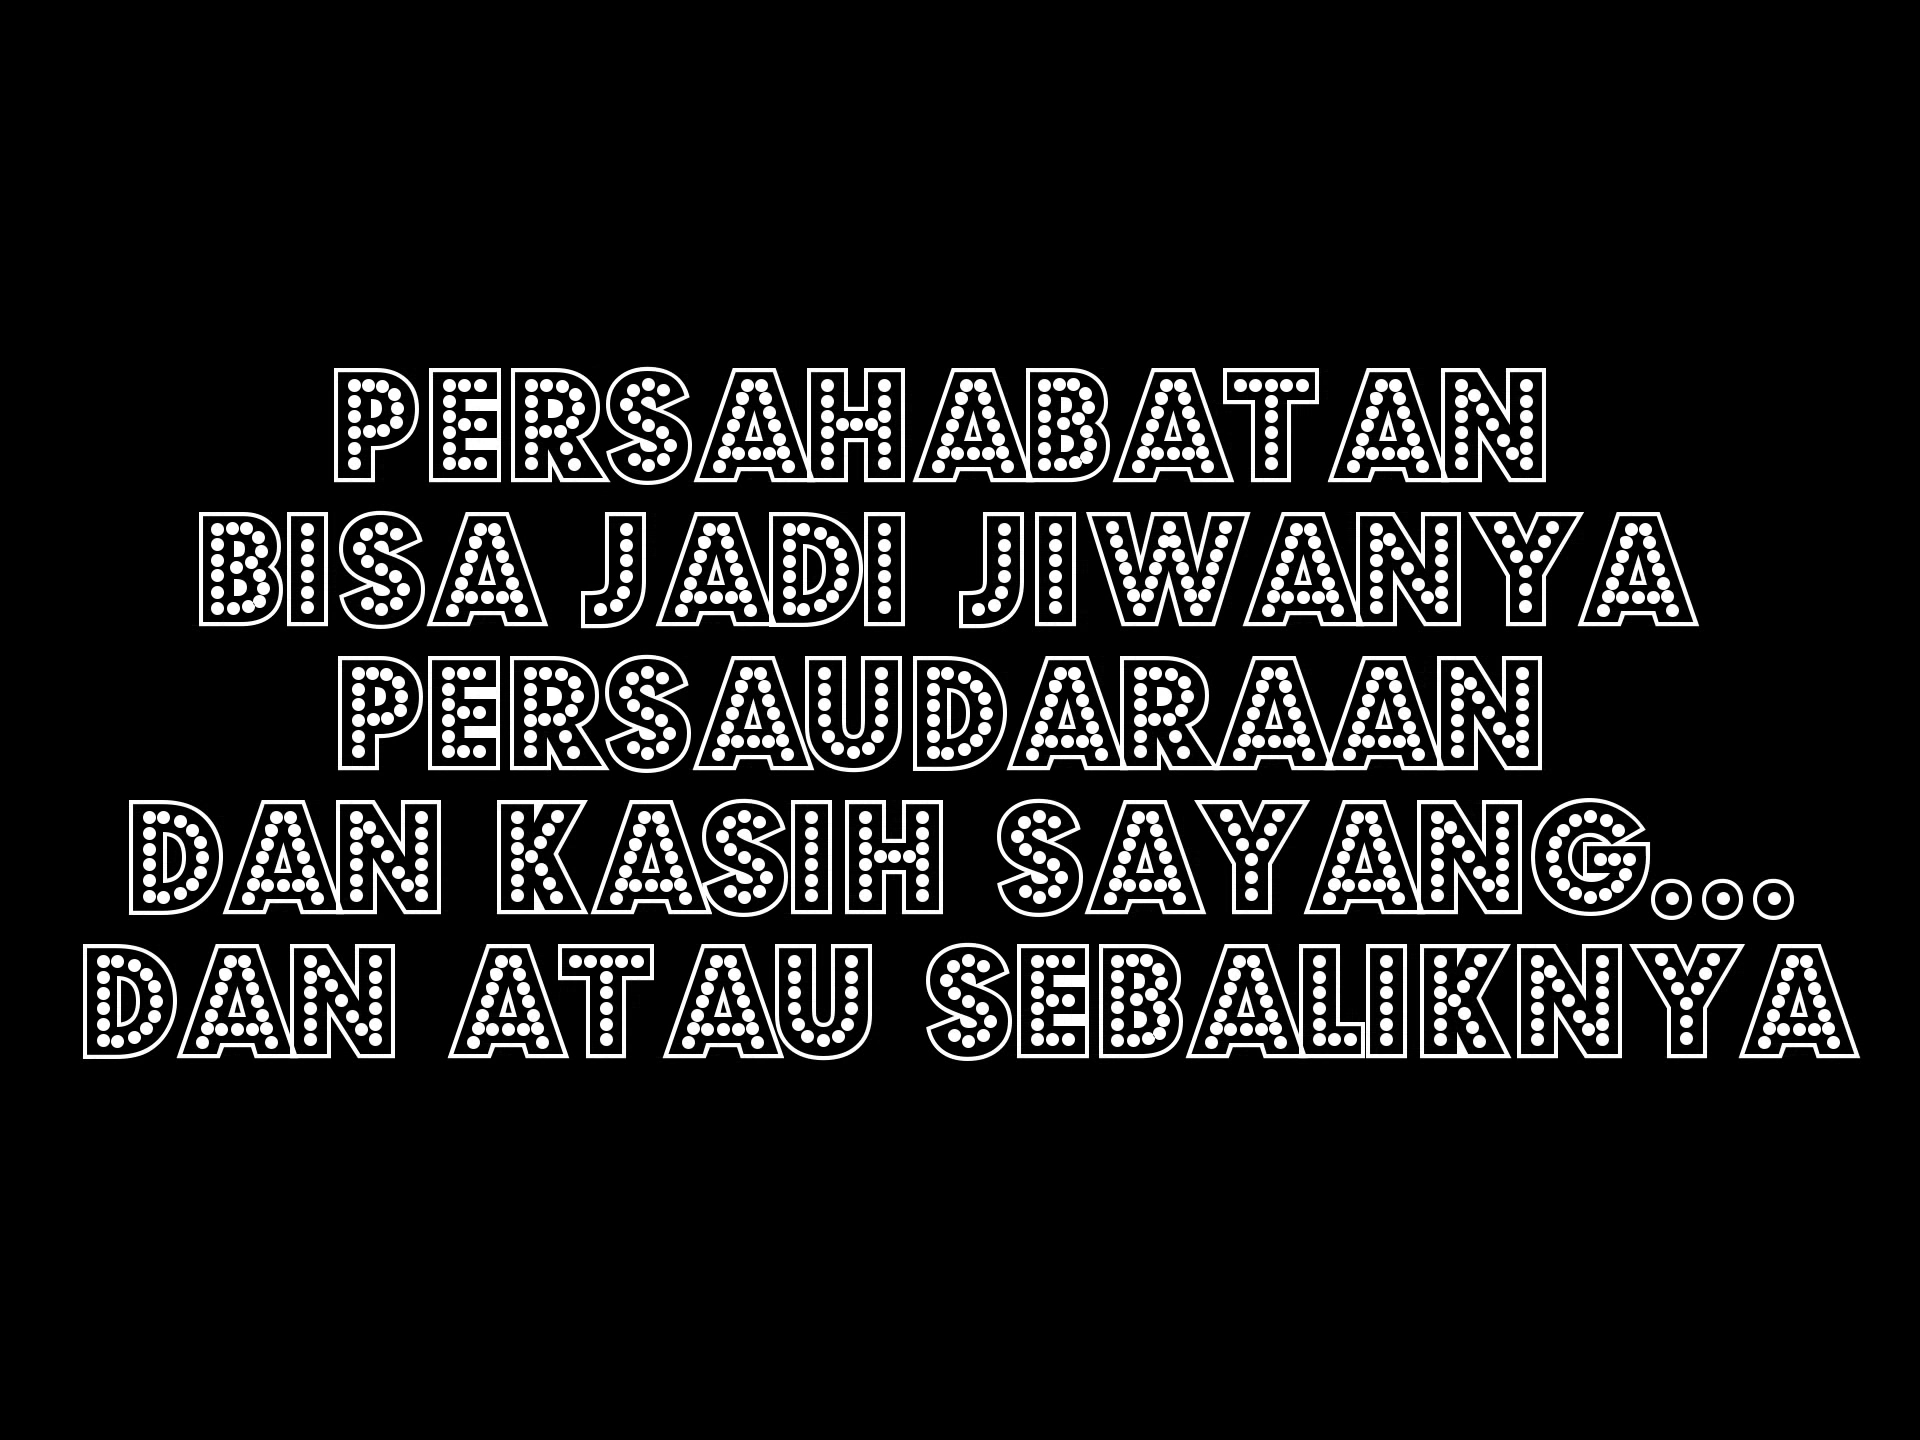 PERSAHABATAN
BISA JADI JIWANYA
PERSAUDARAAN
DAN KASIH SAYANG...
DAN ATAU SEBALIKNYA